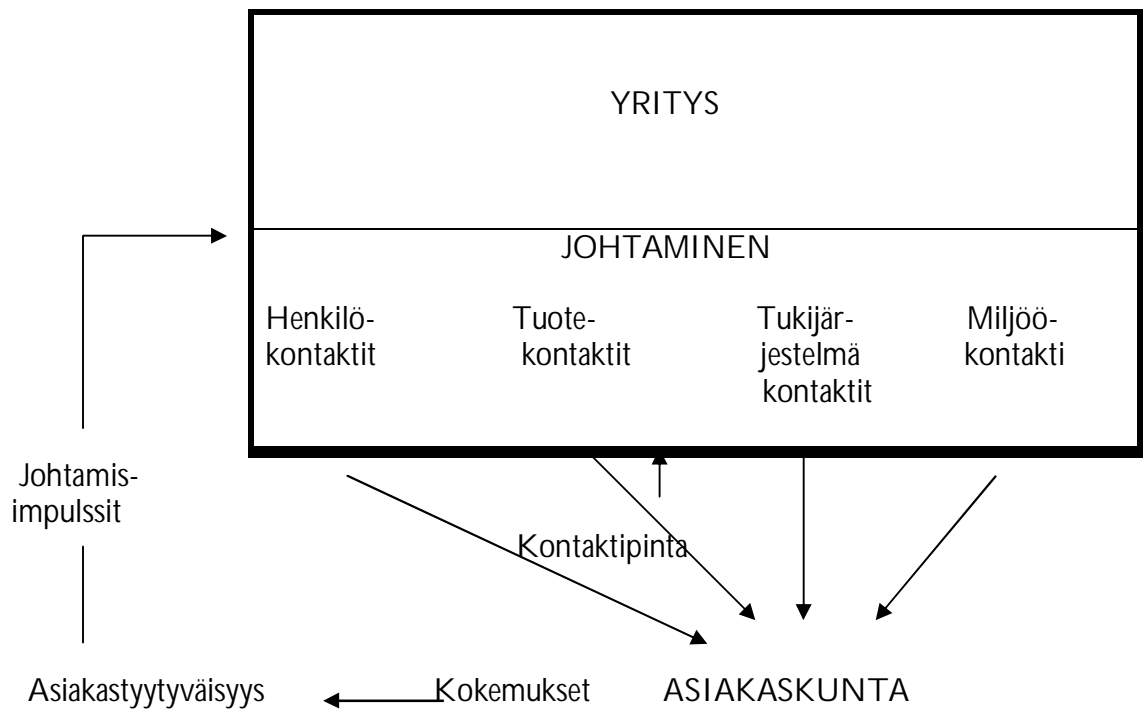 YRITYS
JOHTAMINEN
Henkilö-
kontaktit
Tuote-
kontaktit
Tukijär-
jestelmä
kontaktit
Miljöö-
kontakti
Johtamis-
impulssit
Kontaktipinta
Asiakastyytyväisyys Kokemukset ASIAKASKUNTA